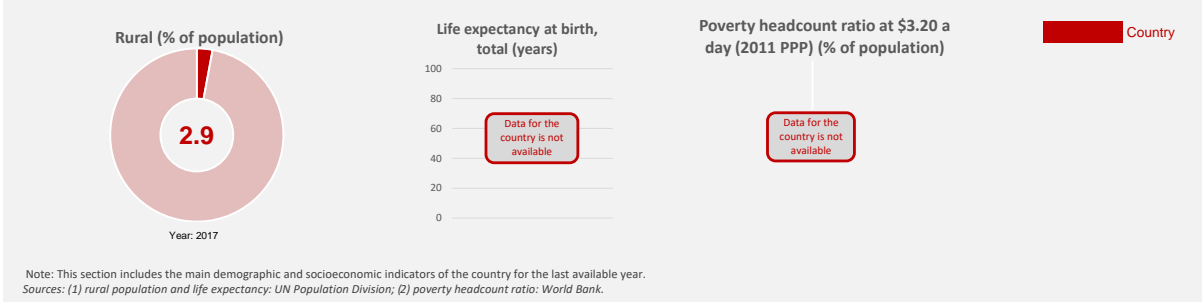 Rural (% of population)
2.9
Year: 2017
Life expectancy at birth,
total (years)
100
80
60
40
20
0
Data for the
country is not
available
Poverty headcount ratio at $3.20 a
day (2011 PPP) (% of population)
Data for the
country is not
available
Country
Note: This section includes the main demographic and socioeconomic indicators of the country for the last available year.
Sources: (1) rural population and life expectancy: UN Population Division; (2) poverty headcount ratio: World Bank.